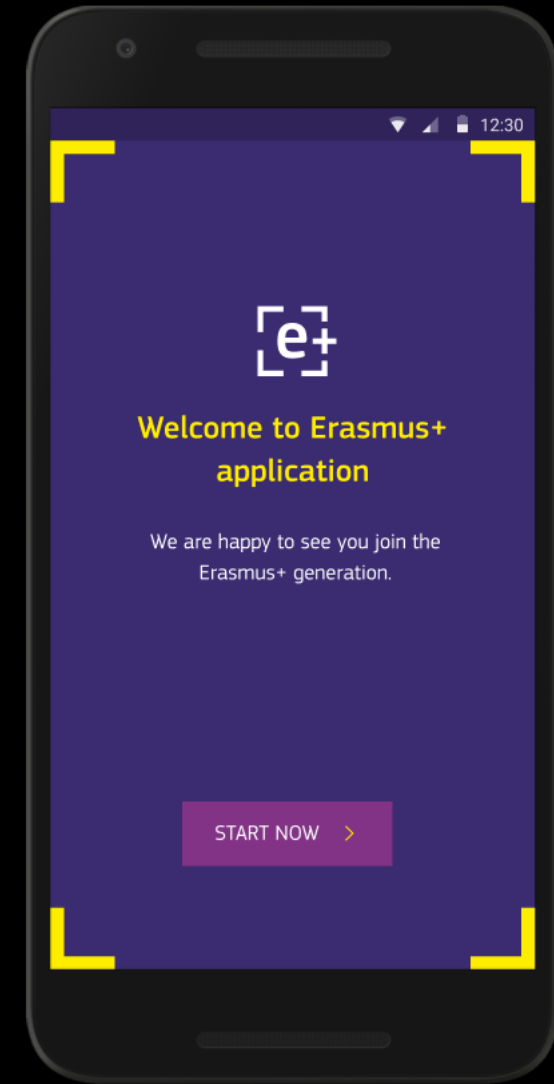 12:30
e+
Welcome to Erasmus+
application
We are happy to see you join the
Erasmus+ generation.
START NOW